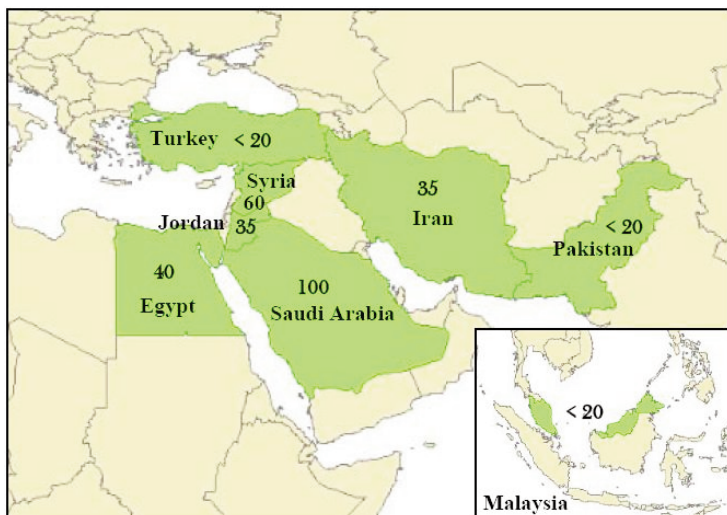 Turkey < 20
Syria
60
Jordan
35
35
Iran
< 20
Pakistan
40
Egypt
100
Saudi Arabia
< 20
Malaysia